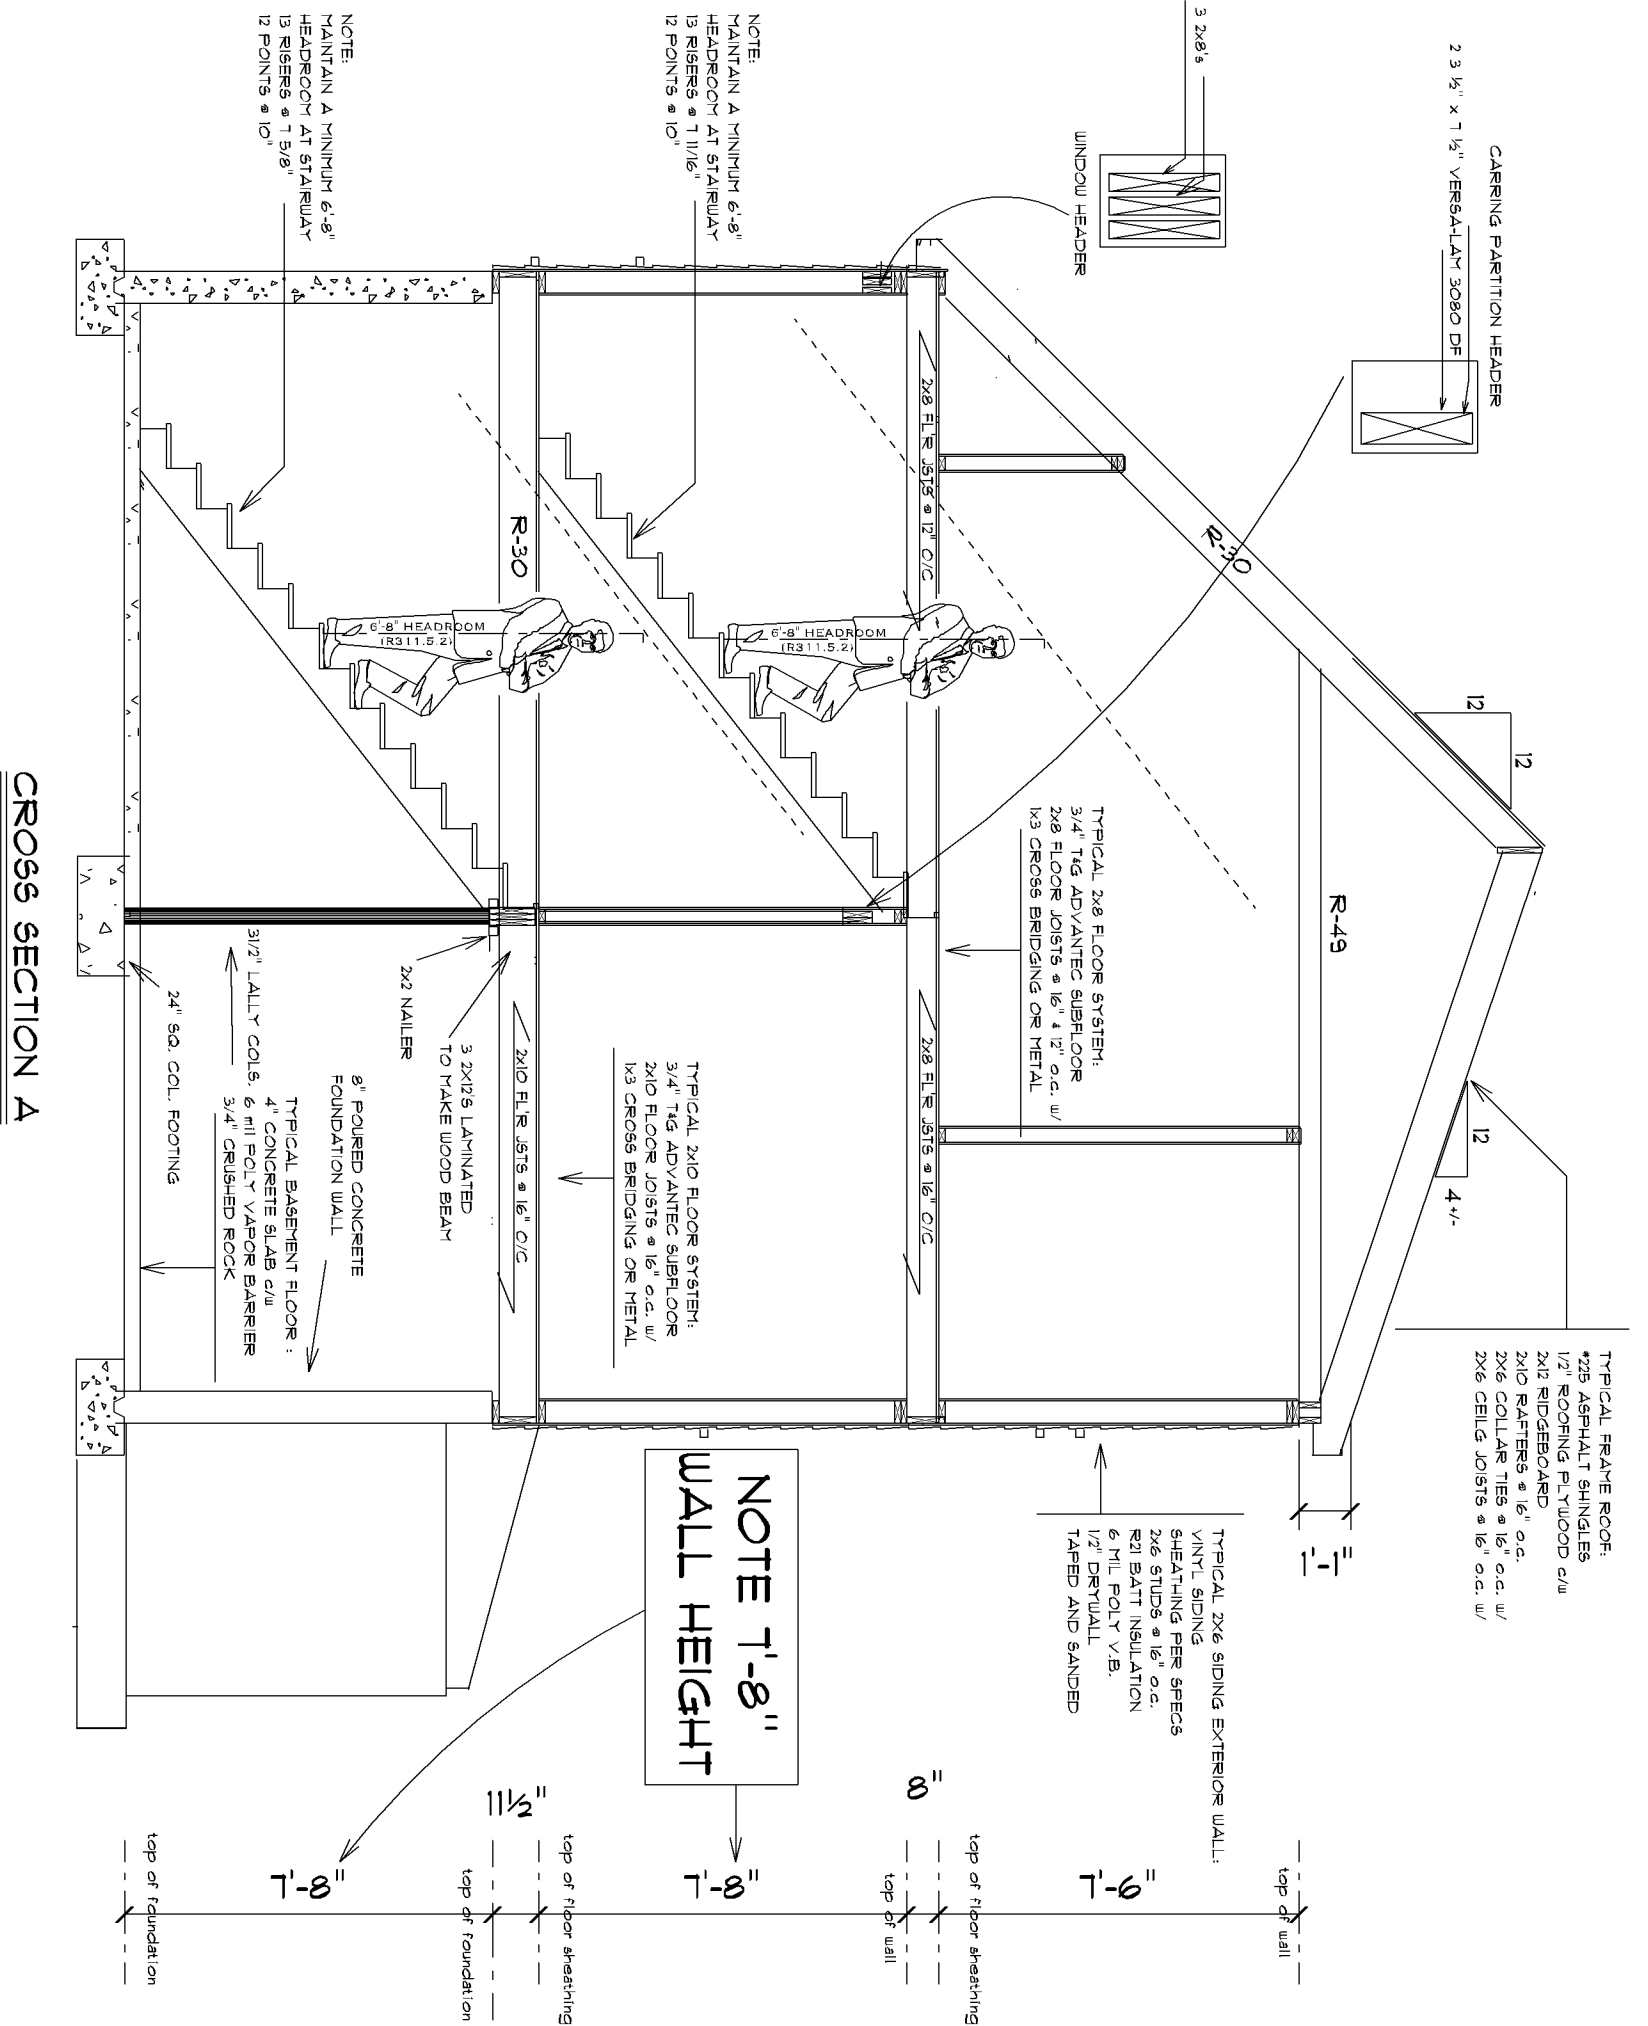 CARRING PARTITION HEADER
2 3 ½" x 7 ½" VERSA-LAM 3080 DF
3 2x8's
WINDOW HEADER
NOTE:
MAINTAIN A MINIMUM 6'-8"
HEADROOM AT STAIRWAY
13 RISERS @ 7 11/16"
12 POINTS @ 10"
NOTE:
MAINTAIN A MINIMUM 6'-8"
HEADROOM AT STAIRWAY
13 RISERS @ 7 5/8"
12 POINTS @ 10"
12
12
12
4 +/-
R-30
R-49
R-30
TYPICAL FRAME ROOF:
#225 ASPHALT SHINGLES
1/2" ROOFING PLYWOOD c/w
2x12 RIDGEBOARD
2x10 RAFTERS @ 16" o.c.
2X6 COLLAR TIES @ 16" o.c. w/
2X6 CEIL'G JOISTS @ 16" o.c. w/
1'-1"
TYPICAL 2X6 SIDING EXTERIOR WALL:
VINYL SIDING
SHEATHING PER SPECS
2x6 STUDS @ 16" o.c.
R21 BATT INSULATION
6 MIL POLY V.B.
1/2" DRYWALL
TAPED AND SANDED
TYPICAL 2x8 FLOOR SYSTEM:
3/4" T&G ADVANTEC SUBFLOOR
2x8 FLOOR JOISTS @ 16" & 12" o.c. w/
1x3 CROSS BRIDGING OR METAL
2x8 FL'R JSTS @ 12" O/C
2x8 FL'R JSTS @ 16" O/C
6'-8" HEADROOM
(R311.5.2)
6'-8" HEADROOM
(R311.5.2)
TYPICAL 2x10 FLOOR SYSTEM:
3/4" T&G ADVANTEC SUBFLOOR
2x10 FLOOR JOISTS @ 16" o.c. w/
1x3 CROSS BRIDGING OR METAL
2x10 FL'R JSTS @ 16" O/C
3 2X12'S LAMINATED
TO MAKE WOOD BEAM
2x2 NAILER
8" POURED CONCRETE
FOUNDATION WALL
TYPICAL BASEMENT FLOOR :
4" CONCRETE SLAB c/w
6 mil POLY VAPOR BARRIER
3/4" CRUSHED ROCK
31/2" LALLY COLS.
24" SQ. COL. FOOTING
NOTE 7'-8"
WALL HEIGHT
top of wall
7'-6"
top of floor sheathing
8"
top of wall
7'-8"
top of floor sheathing
11½"
top of foundation
7'-8"
top of foundation
CROSS SECTION A